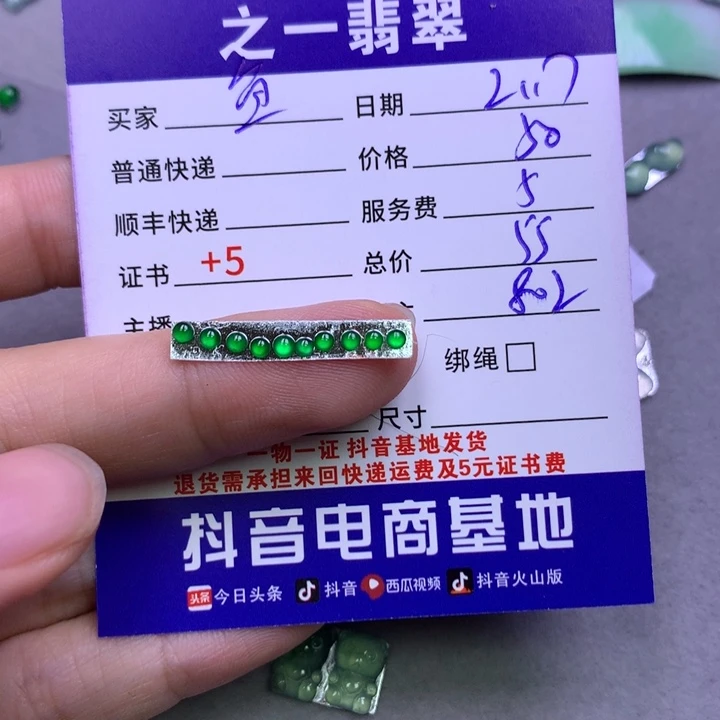 之一翡翠
买家 日期
普通快递 价格 50
顺丰快递 服务费 5
证书 +5 总价 55
主播 802
绑绳
尺寸
一物一证 抖音基地发货
退货需承担来回快递运费及5元证书费
抖音电商基地
头条 今日头条 抖音 西瓜视频 抖音火山版